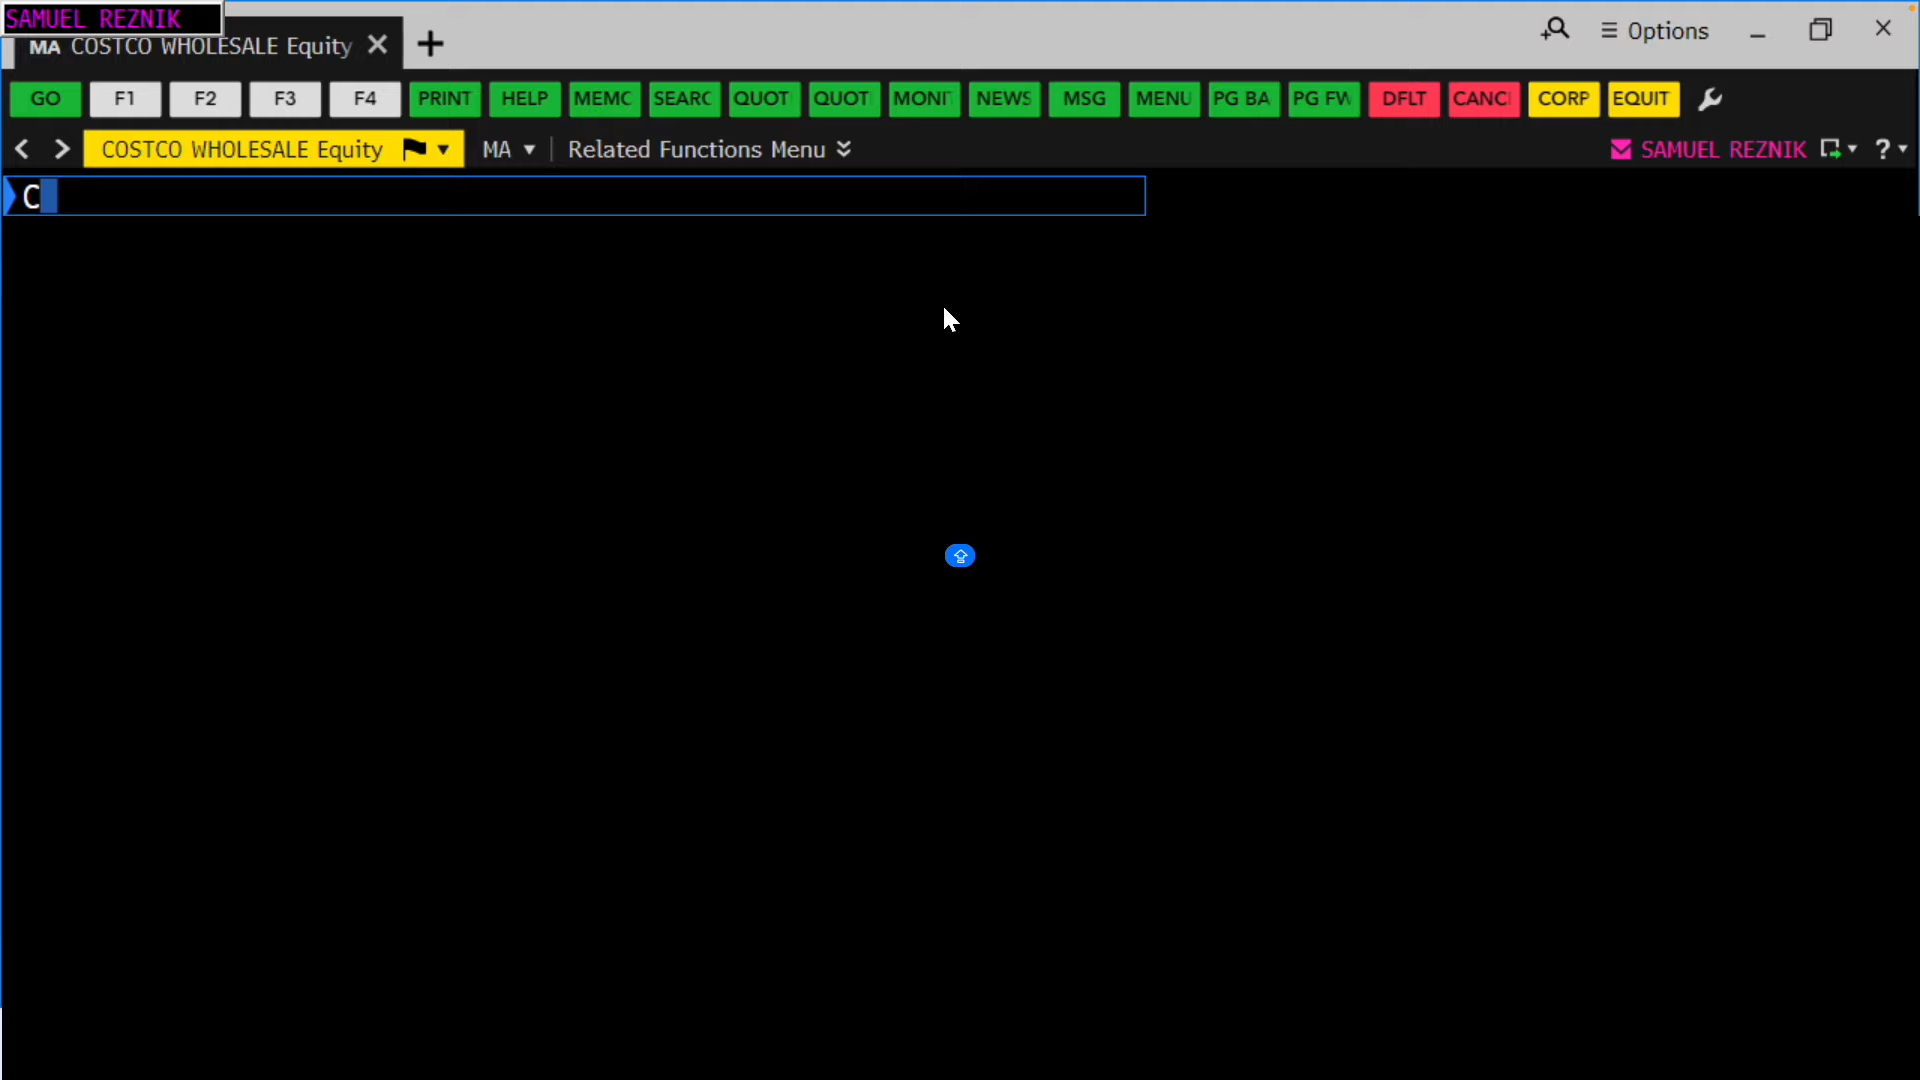 SAMUEL REZNIK
MA COSTCO WHOLESALE Equity
Options
GO F1 F2 F3 F4 PRINT HELP MEMO SEARC QUOT QUOT MONI NEWS MSG MENU PG BA PG FW DFLT CANC CORP EQUIT
COSTCO WHOLESALE Equity MA Related Functions Menu SAMUEL REZNIK ?
C